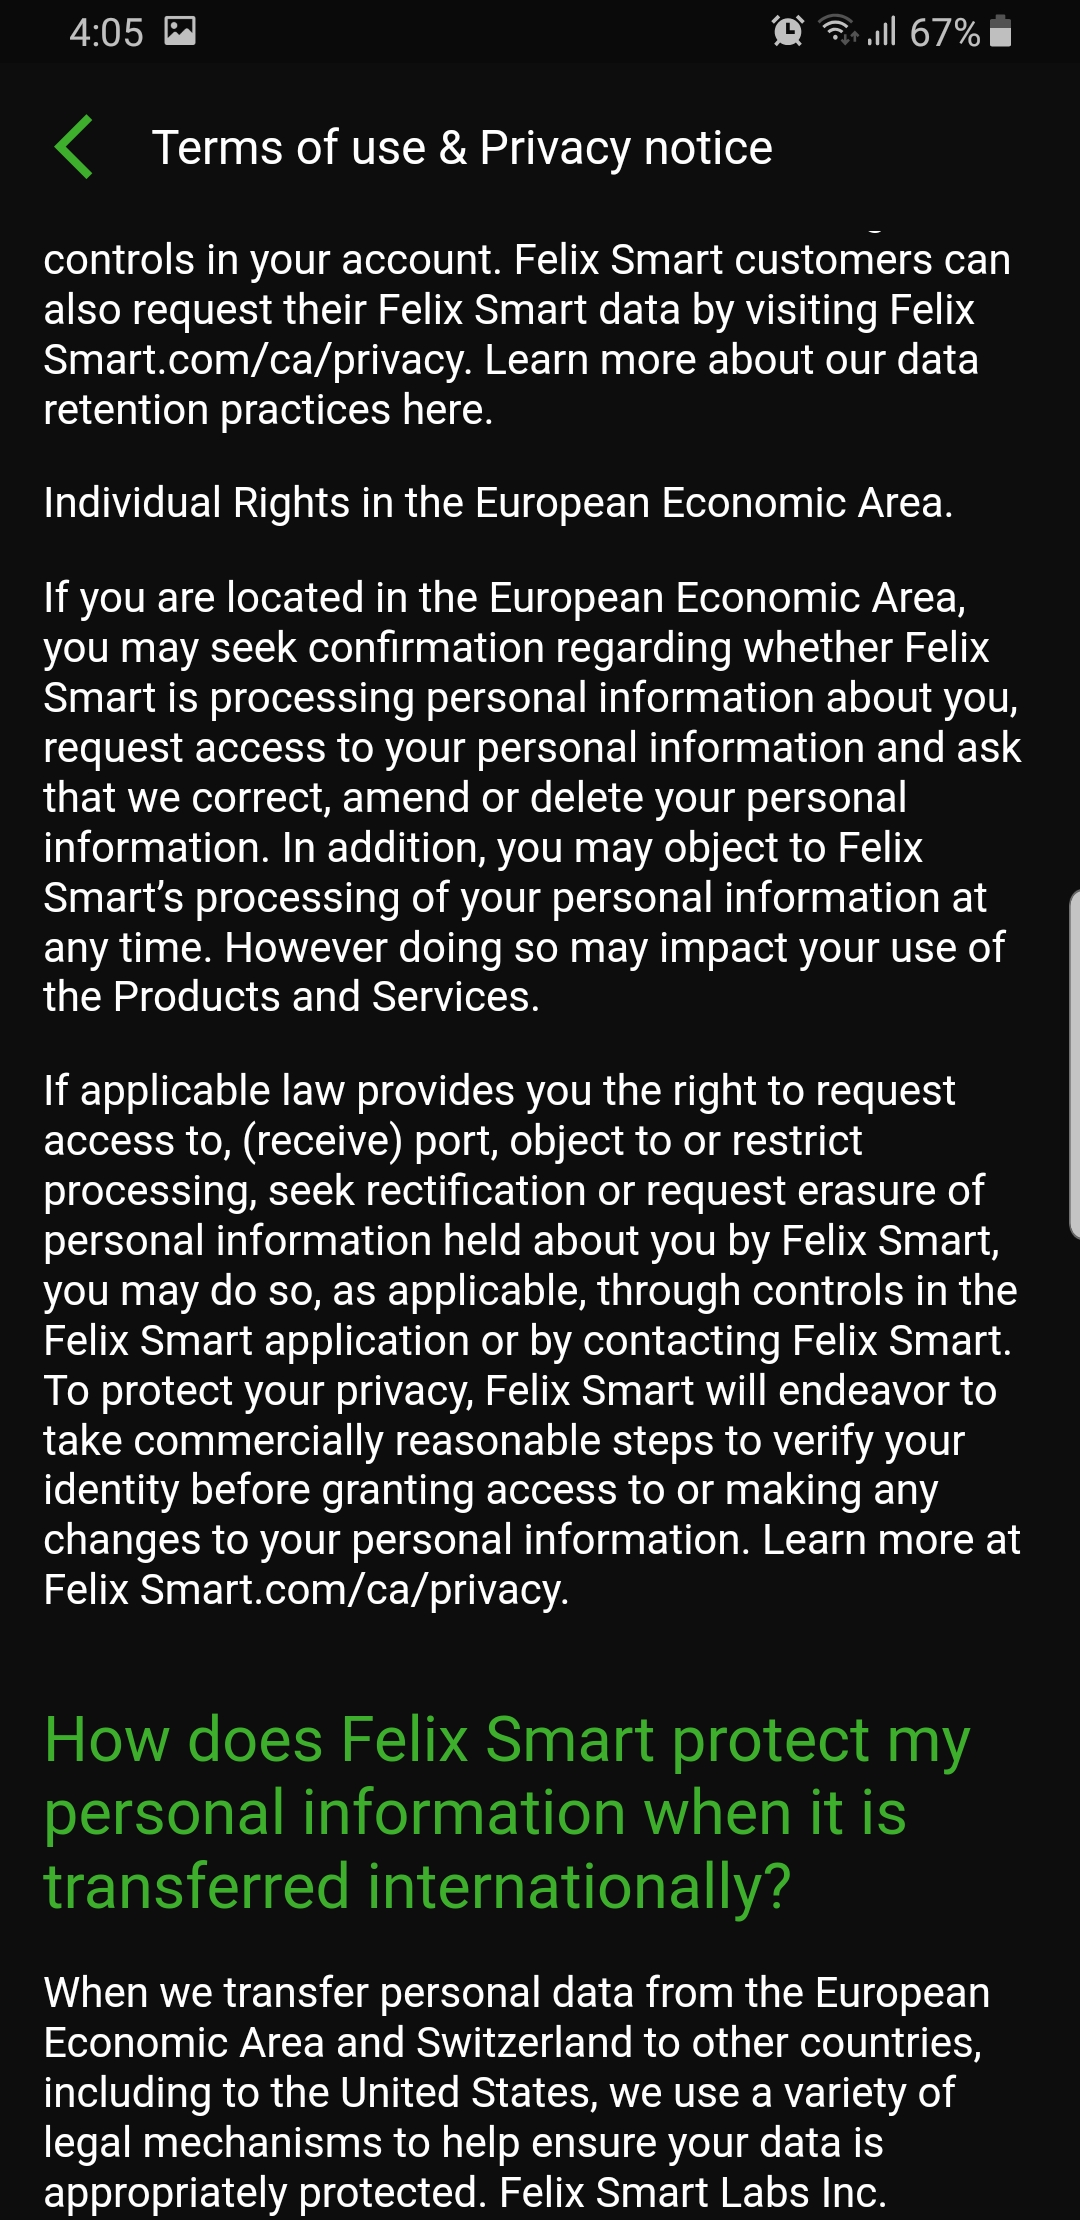 4:05
67%
Terms of use & Privacy notice
controls in your account. Felix Smart customers can
also request their Felix Smart data by visiting Felix
Smart.com/ca/privacy. Learn more about our data
retention practices here.
Individual Rights in the European Economic Area.
If you are located in the European Economic Area,
you may seek confirmation regarding whether Felix
Smart is processing personal information about you,
request access to your personal information and ask
that we correct, amend or delete your personal
information. In addition, you may object to Felix
Smart’s processing of your personal information at
any time. However doing so may impact your use of
the Products and Services.
If applicable law provides you the right to request
access to, (receive) port, object to or restrict
processing, seek rectification or request erasure of
personal information held about you by Felix Smart,
you may do so, as applicable, through controls in the
Felix Smart application or by contacting Felix Smart.
To protect your privacy, Felix Smart will endeavor to
take commercially reasonable steps to verify your
identity before granting access to or making any
changes to your personal information. Learn more at
Felix Smart.com/ca/privacy.
How does Felix Smart protect my
personal information when it is
transferred internationally?
When we transfer personal data from the European
Economic Area and Switzerland to other countries,
including to the United States, we use a variety of
legal mechanisms to help ensure your data is
appropriately protected. Felix Smart Labs Inc.